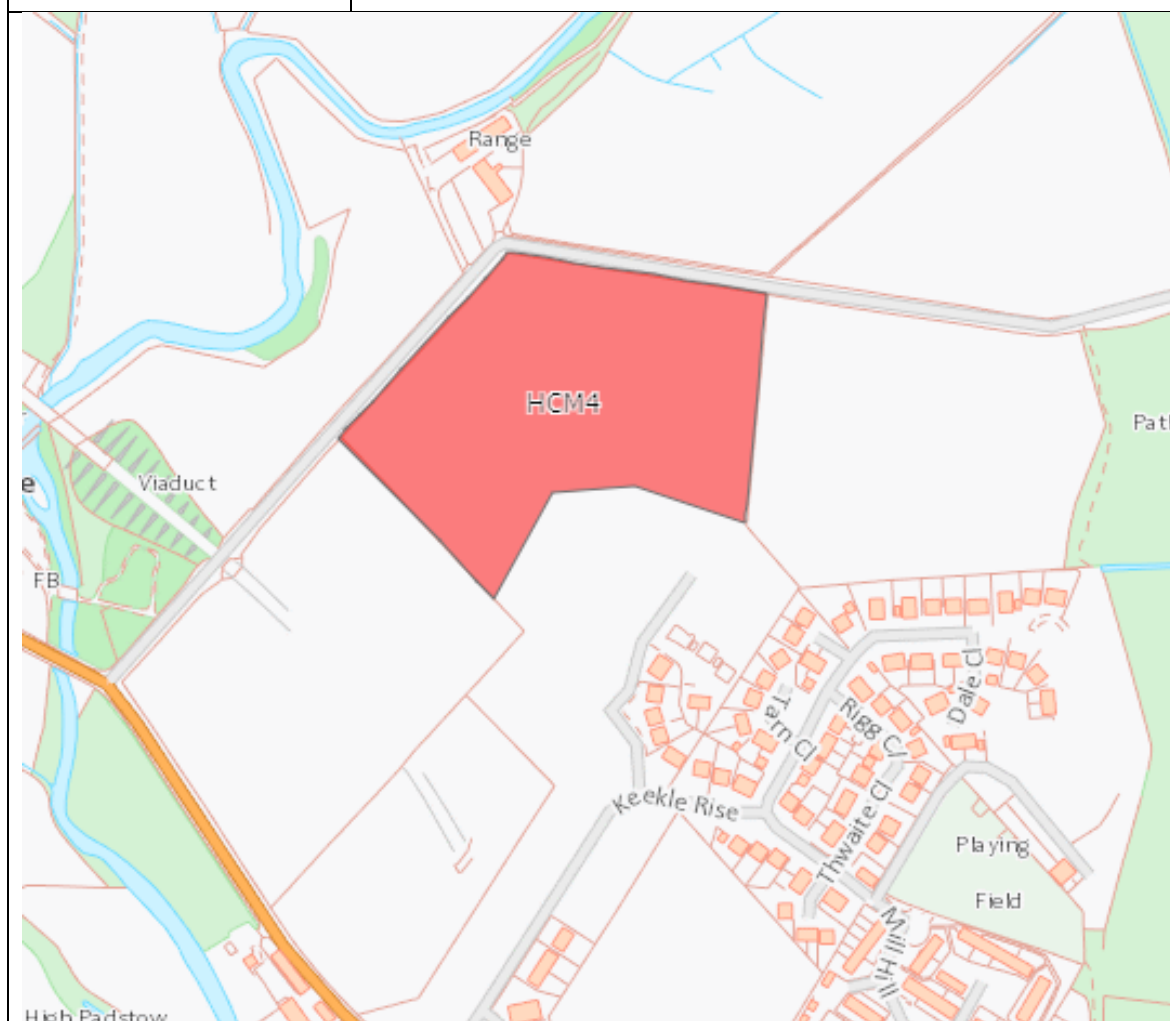 Range
HCM4
Path
Viaduct
e
FB
Dale Cl
Tarn Cl
Rigg Cl
Keekle Rise
Thwaite Cl
Playing
Field
Mill Hill
High Padstow